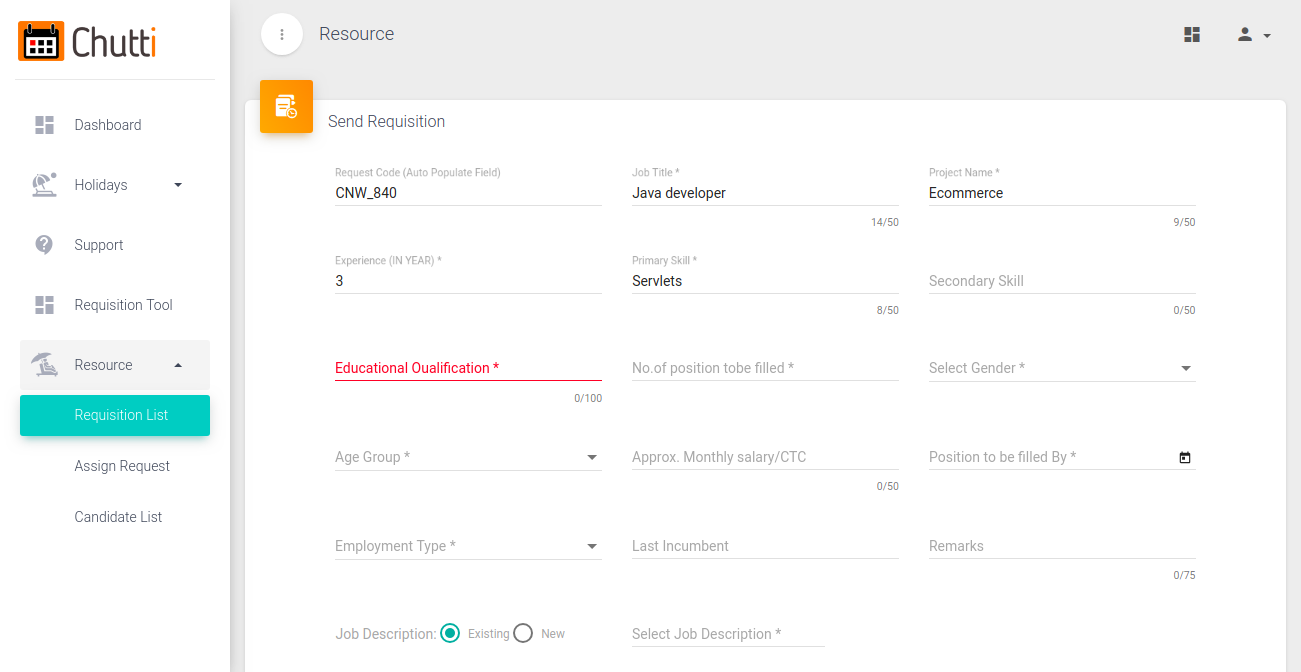 Chutti
Resource
Dashboard
Holidays
Support
Requisition Tool
Resource
Requisition List
Assign Request
Candidate List
Send Requisition
Request Code (Auto Populate Field)
CNW_840
Job Title *
Java developer
14/50
Project Name *
Ecommerce
9/50
Experience (IN YEAR) *
3
Primary Skill *
Servlets
8/50
Secondary Skill
0/50
Educational Oualification *
0/100
No.of position tobe filled *
Select Gender *
Age Group *
Approx. Monthly salary/CTC
0/50
Position to be filled By *
Employment Type *
Last Incumbent
Remarks
0/75
Job Description: Existing New
Select Job Description *